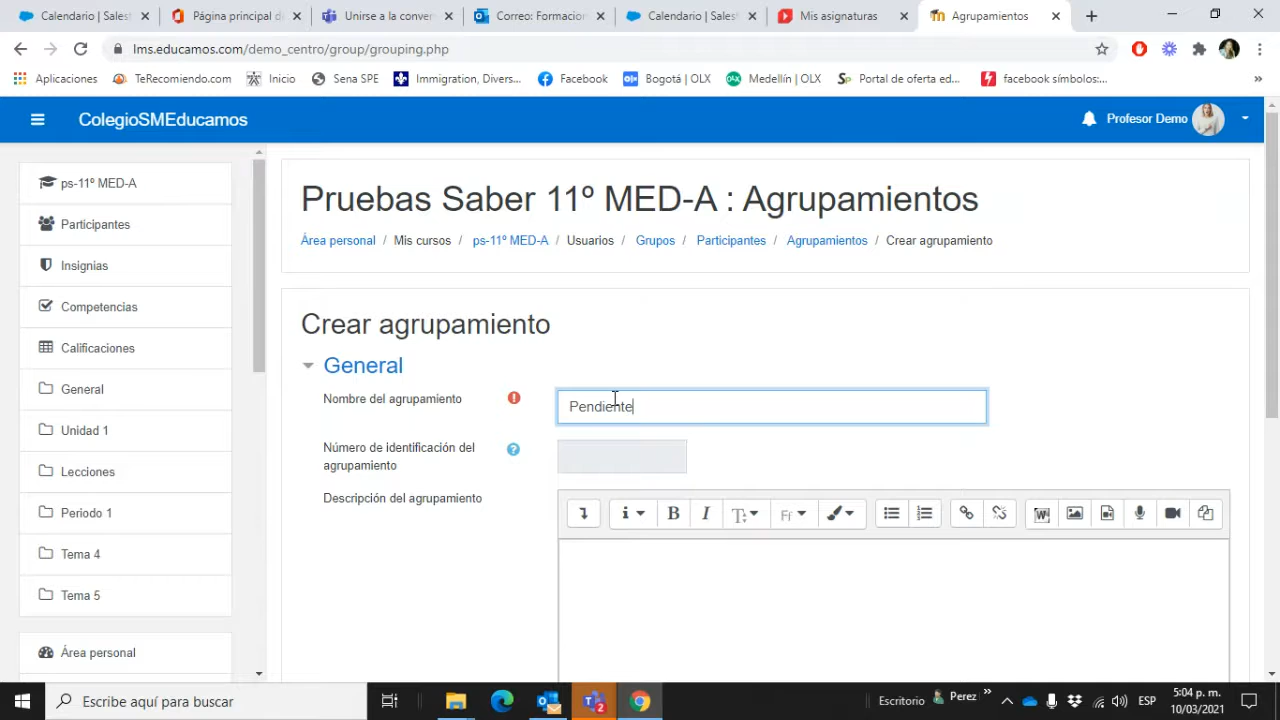 Calendario | Sales
Página principal d
Unirse a la conver
Correo: Formacion
Calendario | Salest
Mis asignaturas
Agrupamientos
lms.educamos.com/demo_centro/group/grouping.php
Aplicaciones
TeRecomiendo.com
Inicio
Sena SPE
Immigration, Divers...
Facebook
Bogotá | OLX
Medellín | OLX
Portal de oferta ed...
facebook símbolos:...
»
ColegioSMEducamos
Profesor Demo
ps-11º MED-A
Participantes
Insignias
Competencias
Calificaciones
General
Unidad 1
Lecciones
Periodo 1
Tema 4
Tema 5
Área personal
Pruebas Saber 11º MED-A : Agrupamientos
Área personal / Mis cursos / ps-11º MED-A / Usuarios / Grupos / Participantes / Agrupamientos / Crear agrupamiento
Crear agrupamiento
General
Nombre del agrupamiento
Pendiente
Número de identificación del
agrupamiento
Descripción del agrupamiento
Escribe aquí para buscar
2
Escritorio
Perez
»
ESP
5:04 p. m.
10/03/2021